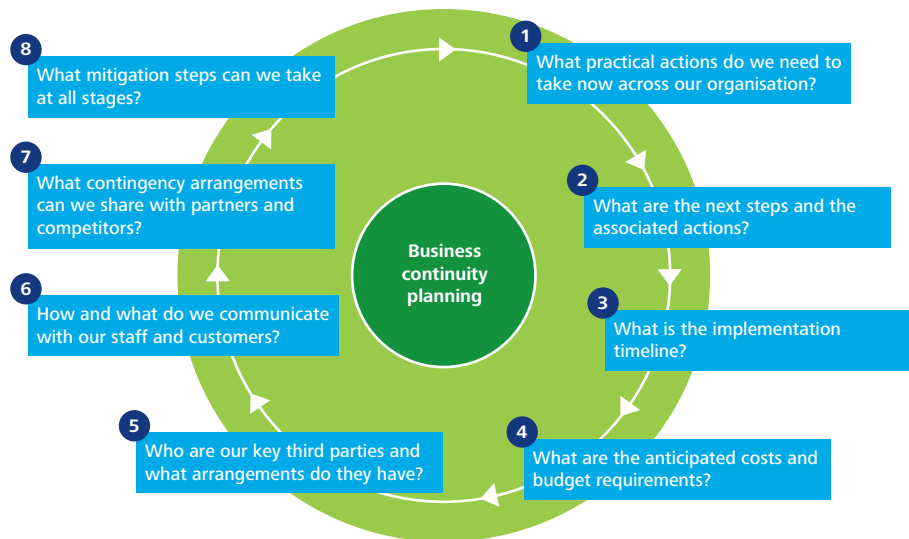 1
What practical actions do we need to
take now across our organisation?
2
What are the next steps and the
associated actions?
3
What is the implementation
timeline?
4
What are the anticipated costs and
budget requirements?
5
Who are our key third parties and
what arrangements do they have?
6
How and what do we communicate
with our staff and customers?
7
What contingency arrangements
can we share with partners and
competitors?
8
What mitigation steps can we take
at all stages?
Business
continuity
planning